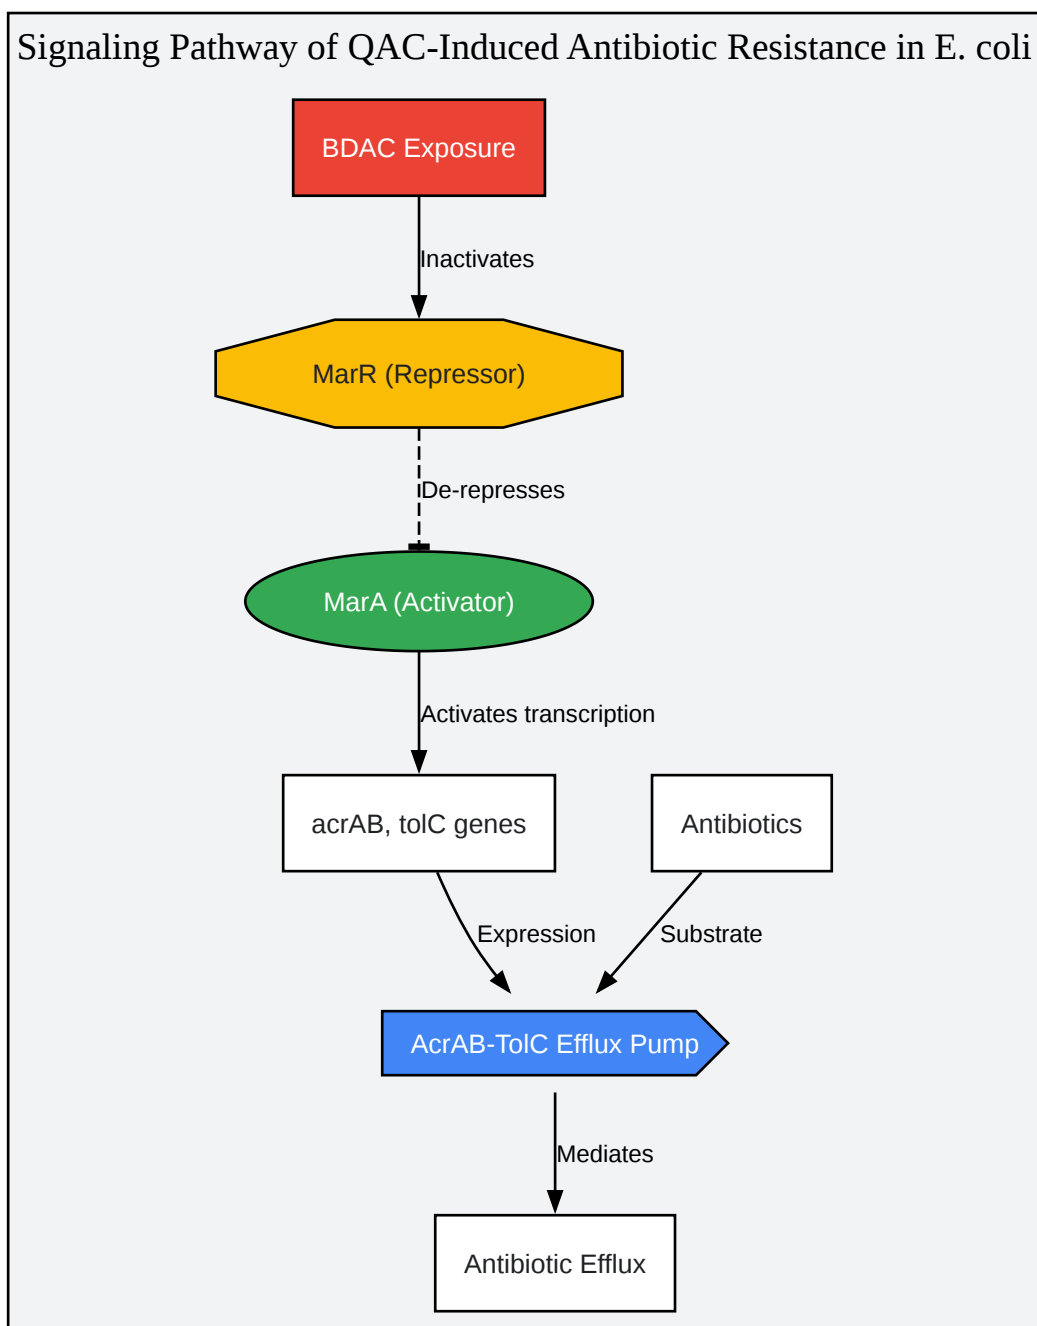 Signaling Pathway of QAC-Induced Antibiotic Resistance in E. coli
BDAC Exposure
Inactivates
MarR (Repressor)
De-represses
MarA (Activator)
Activates transcription
acrAB, tolC genes
Antibiotics
Expression
Substrate
AcrAB-TolC Efflux Pump
Mediates
Antibiotic Efflux